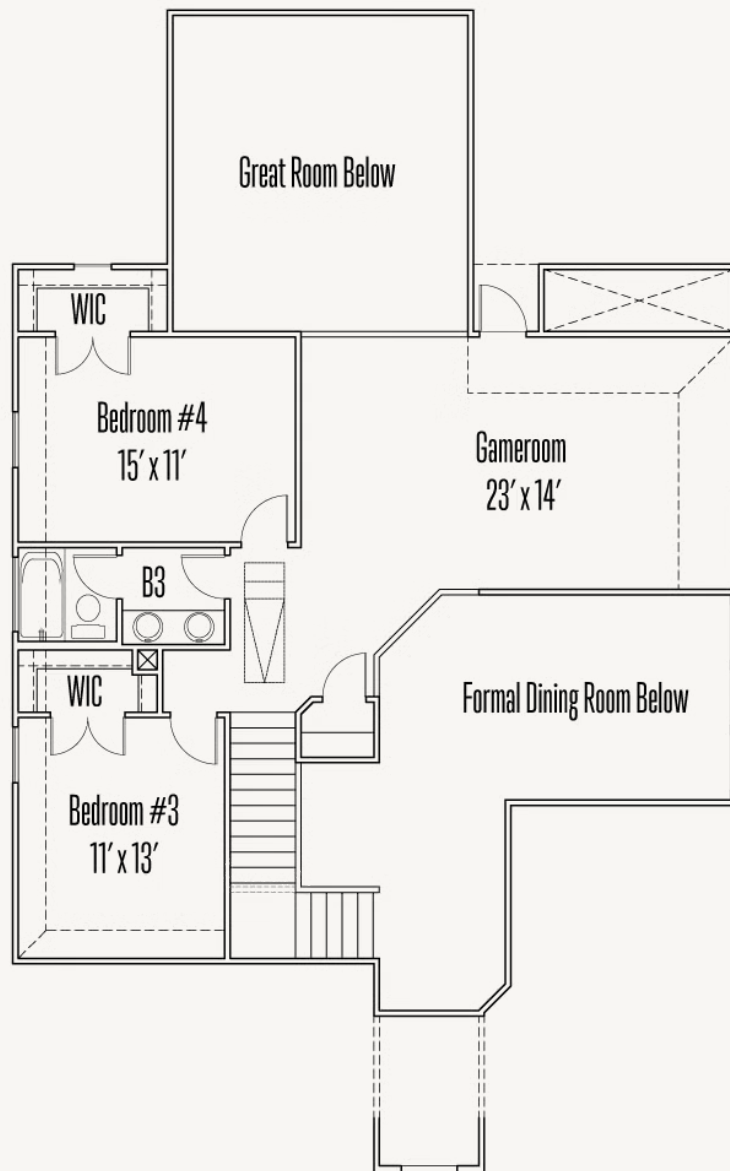 Great Room Below
WIC
Bedroom #4
15′ x 11′
Gameroom
23′ x 14′
B3
WIC
Formal Dining Room Below
Bedroom #3
11′ x 13′